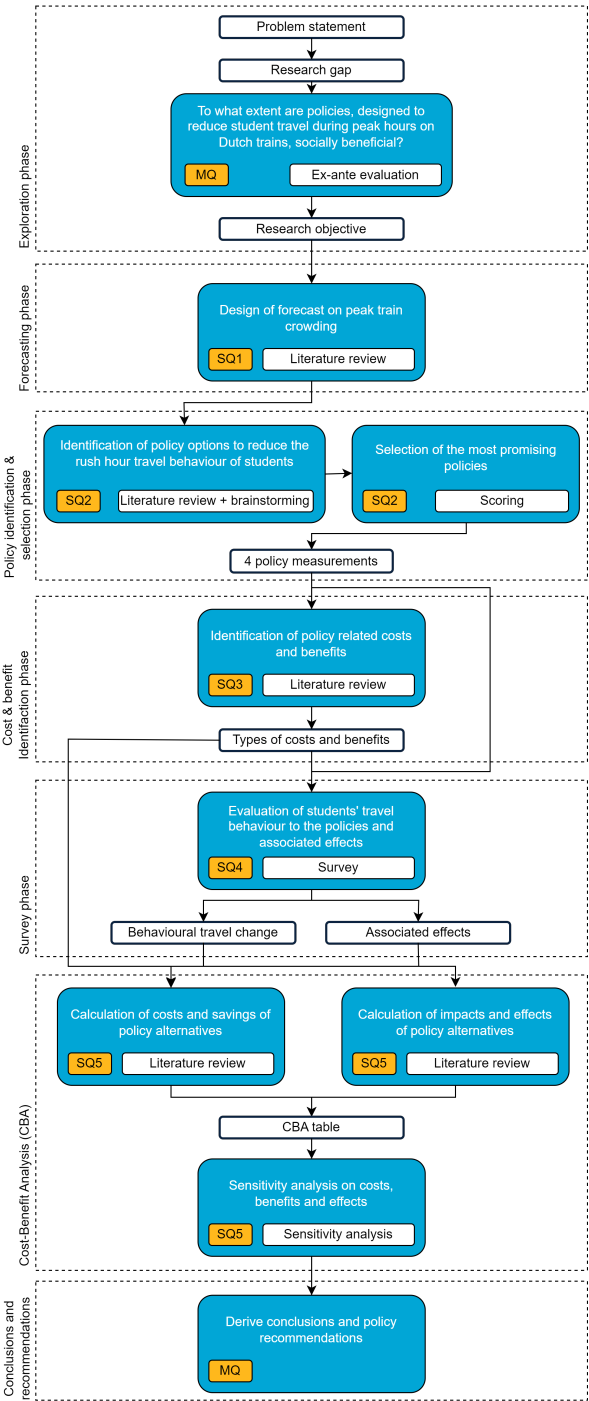 Exploration phase
Problem statement
Research gap
To what extent are policies, designed to
reduce student travel during peak hours on
Dutch trains, socially beneficial?
MQ
Ex-ante evaluation
Research objective
Forecasting phase
Design of forecast on peak train
crowding
SQ1
Literature review
Policy identification &
selection phase
Identification of policy options to reduce the
rush hour travel behaviour of students
SQ2
Literature review + brainstorming
Selection of the most promising
policies
SQ2
Scoring
4 policy measurements
Cost & benefit
Identifaction phase
Identification of policy related costs
and benefits
SQ3
Literature review
Types of costs and benefits
Survey phase
Evaluation of students' travel
behaviour to the policies and
associated effects
SQ4
Survey
Behavioural travel change
Associated effects
Cost-Benefit Analysis (CBA)
Calculation of costs and savings of
policy alternatives
SQ5
Literature review
Calculation of impacts and effects
of policy alternatives
SQ5
Literature review
CBA table
Sensitivity analysis on costs,
benefits and effects
SQ5
Sensitivity analysis
Conclusions and
recommendations
Derive conclusions and policy
recommendations
MQ